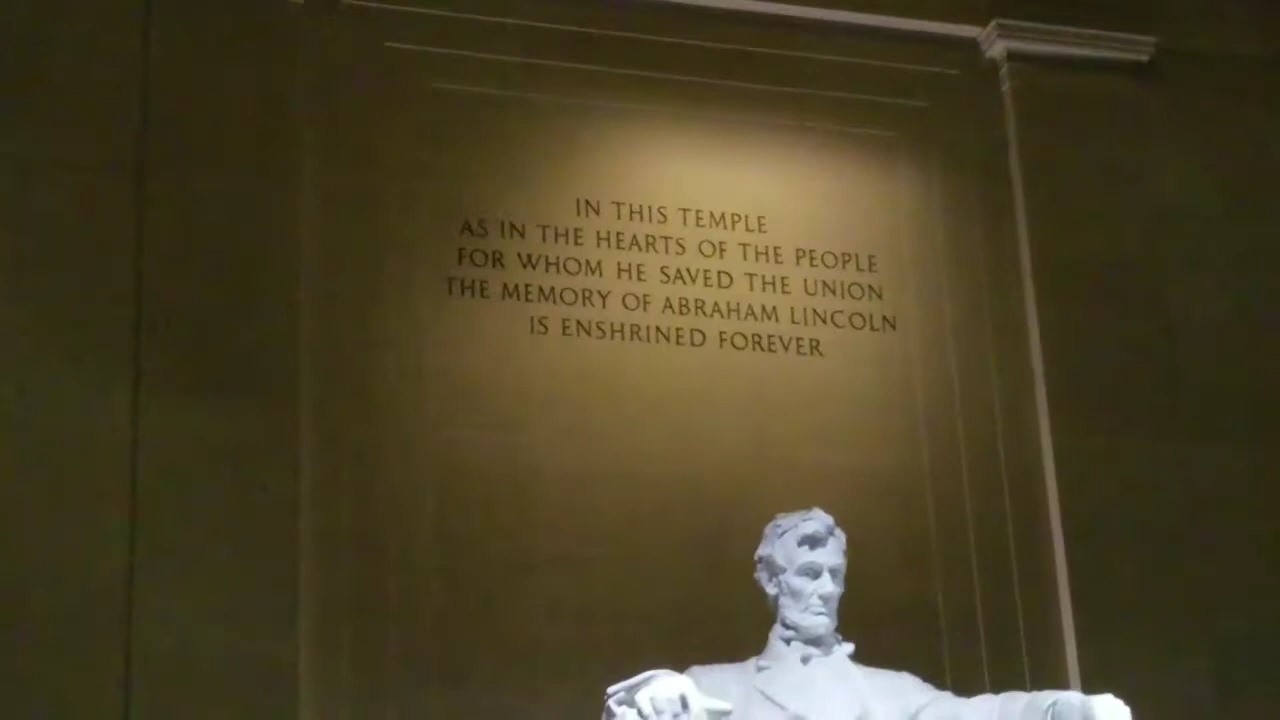 IN THIS TEMPLE
AS IN THE HEARTS OF THE PEOPLE
FOR WHOM HE SAVED THE UNION
THE MEMORY OF ABRAHAM LINCOLN
IS ENSHRINED FOREVER